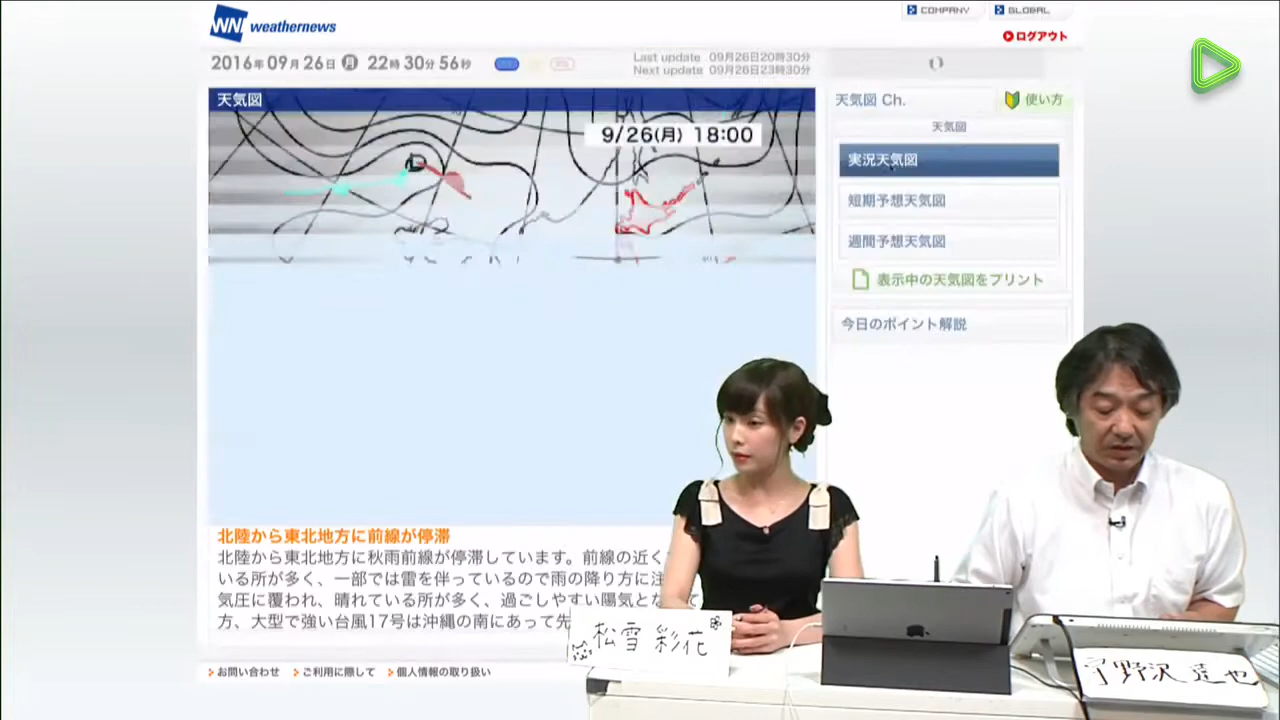 WN weathernews
COMPANY
GLOBAL
ログアウト
2016年09月26日 月 22時30分56秒
Last update 09月26日20時30分
Next update 09月26日23時30分
天気図
9/26(月) 18:00
天気図 Ch.
使い方
天気図
実況天気図
短期予想天気図
週間予想天気図
表示中の天気図をプリント
今日のポイント解説
北陸から東北地方に前線が停滞
北陸から東北地方に秋雨前線が停滞しています。前線の近く
いる所が多く、一部では雷を伴っているので雨の降り方に注
気圧に覆われ、晴れている所が多く、過ごしやすい陽気とな て
方、大型で強い台風17号は沖縄の南にあって先
松雪 彩花
宇野沢 達也
お問い合わせ
ご利用に際して
個人情報の取り扱い